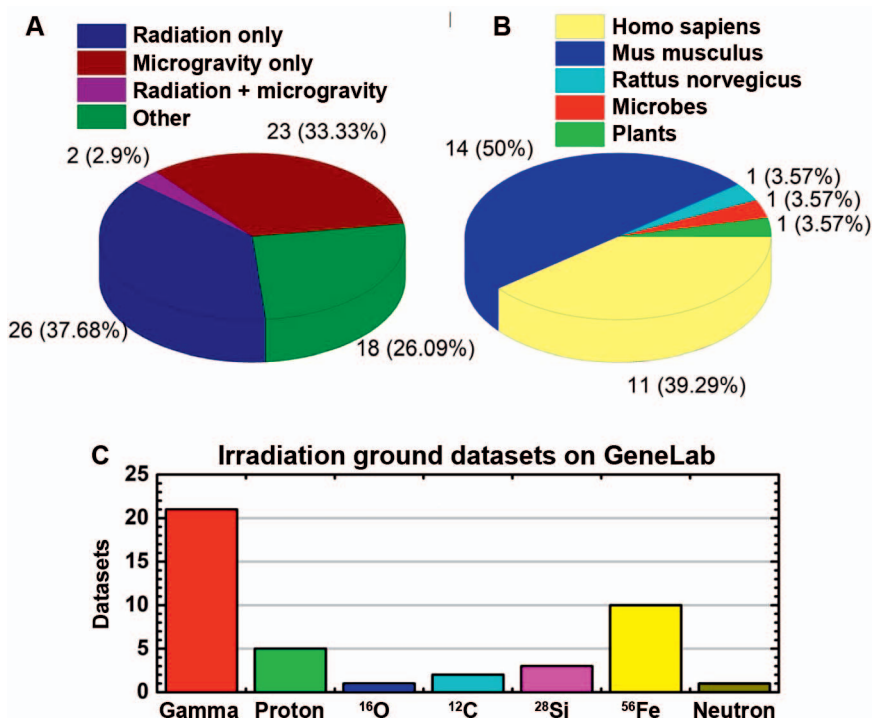 A
Radiation only
Microgravity only
Radiation + microgravity
Other
23 (33.33%)
2 (2.9%)
26 (37.68%)
18 (26.09%)
B
Homo sapiens
Mus musculus
Rattus norvegicus
Microbes
Plants
14 (50%)
1 (3.57%)
1 (3.57%)
1 (3.57%)
11 (39.29%)
C
Irradiation ground datasets on GeneLab
Datasets
25
20
15
10
5
0
Gamma Proton ¹⁶O ¹²C ²⁸Si ⁵⁶Fe Neutron